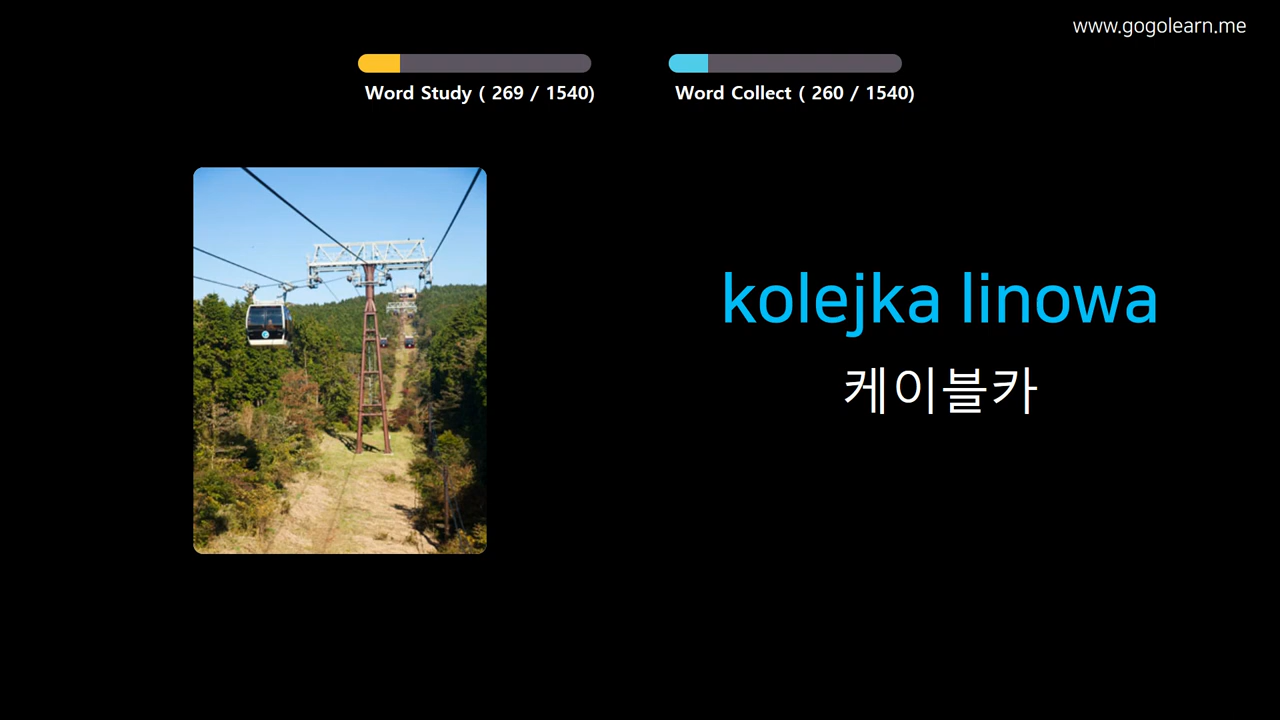 www.gogolearn.me
Word Study ( 269 / 1540)
Word Collect ( 260 / 1540)
kolejka linowa
케이블카